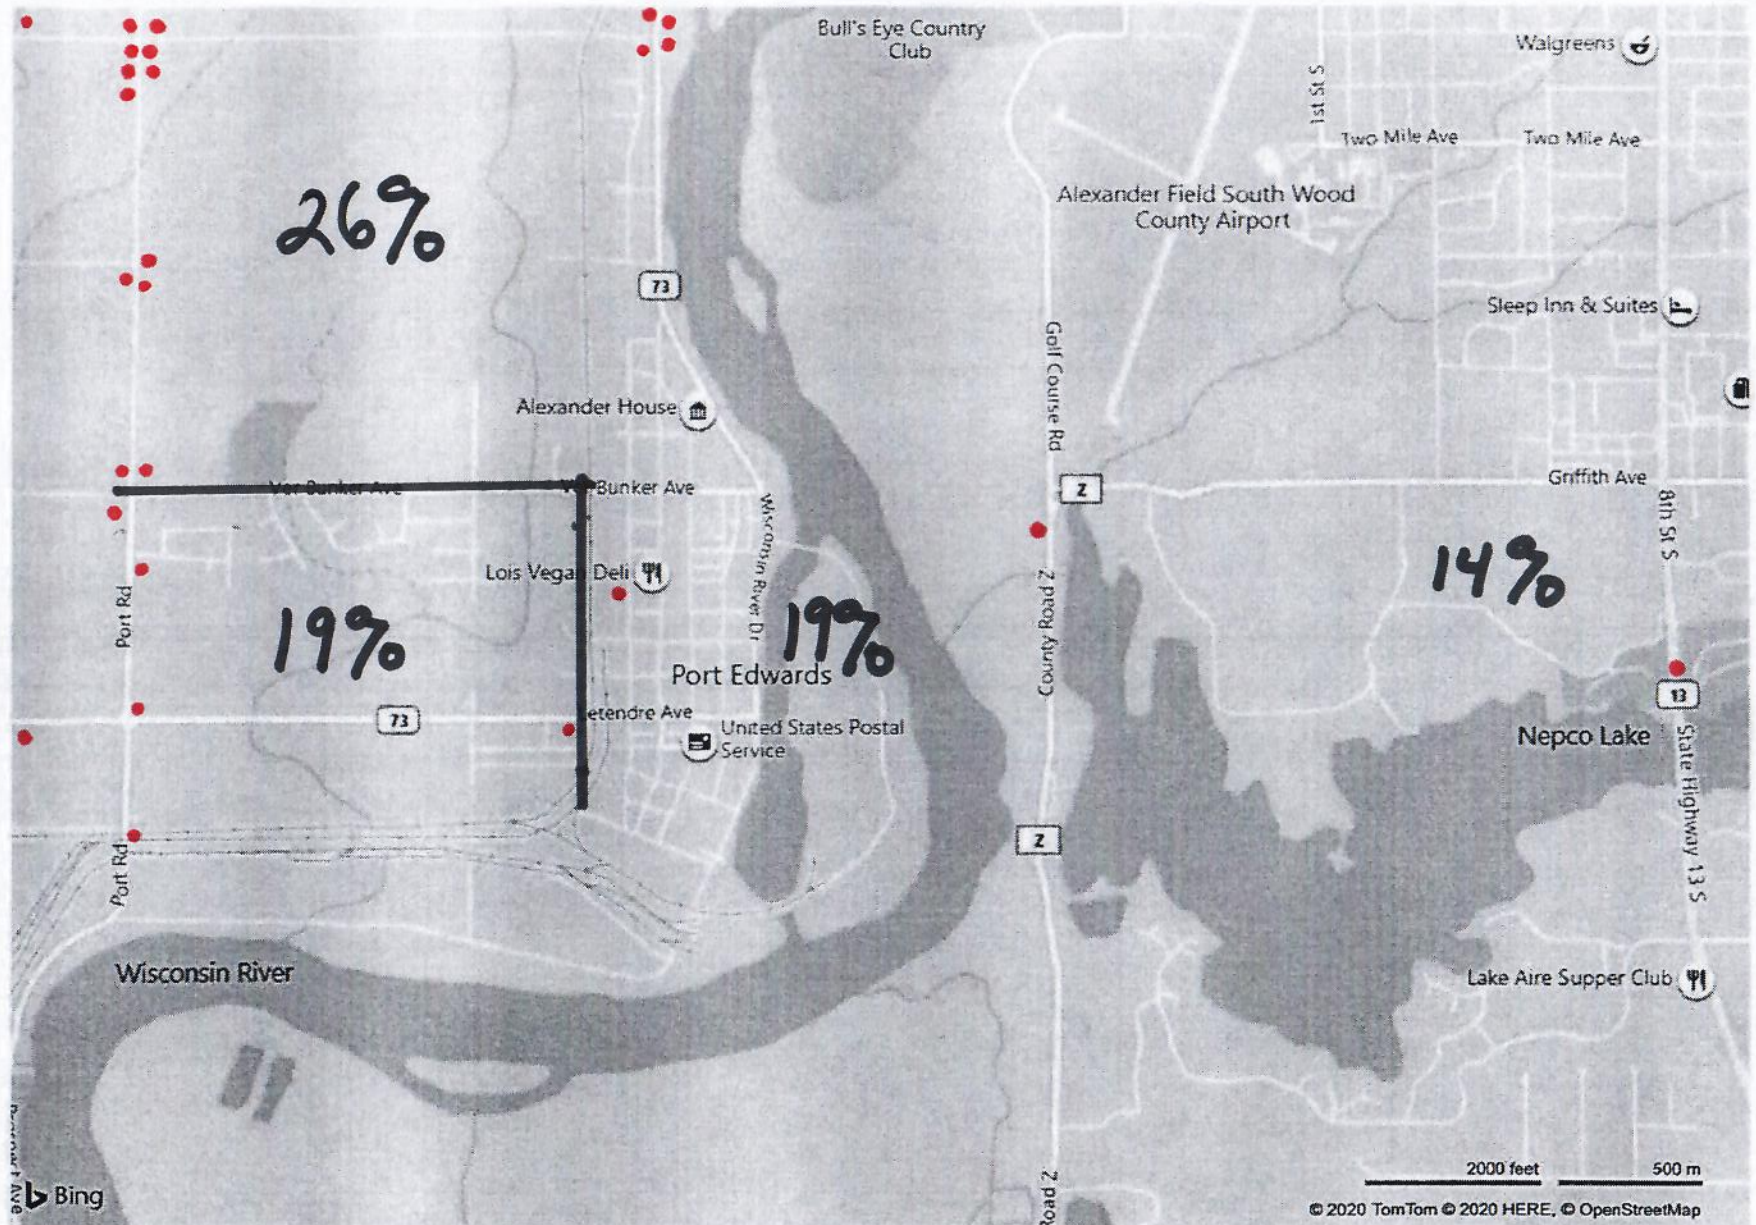 Bull's Eye Country
Club
Walgreens
1st St S
Two Mile Ave
Two Mile Ave
26%
Alexander Field South Wood
County Airport
73
Sleep Inn & Suites
Golf Course Rd
Alexander House
Ver Bunker Ave
Bunker Ave
Z
Griffith Ave
8th St S
Wisconsin River Dr
Lois Vegan Deli
14%
Port Rd
County Road Z
19%
19%
Port Edwards
13
73
etendre Ave
United States Postal
Service
Nepco Lake
State Highway 13 S
Z
Port Rd
Wisconsin River
Lake Aire Supper Club
Road Z
2000 feet
500 m
Ave
Bing
© 2020 TomTom © 2020 HERE, © OpenStreetMap